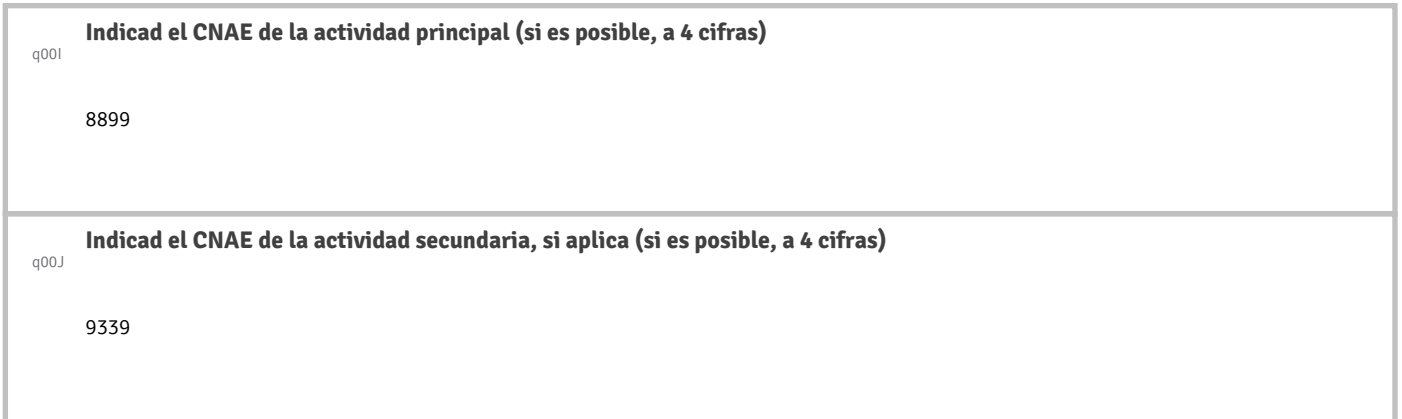 Indicad el CNAE de la actividad principal (si es posible, a 4 cifras)
q00I
8899
Indicad el CNAE de la actividad secundaria, si aplica (si es posible, a 4 cifras)
q00J
9339